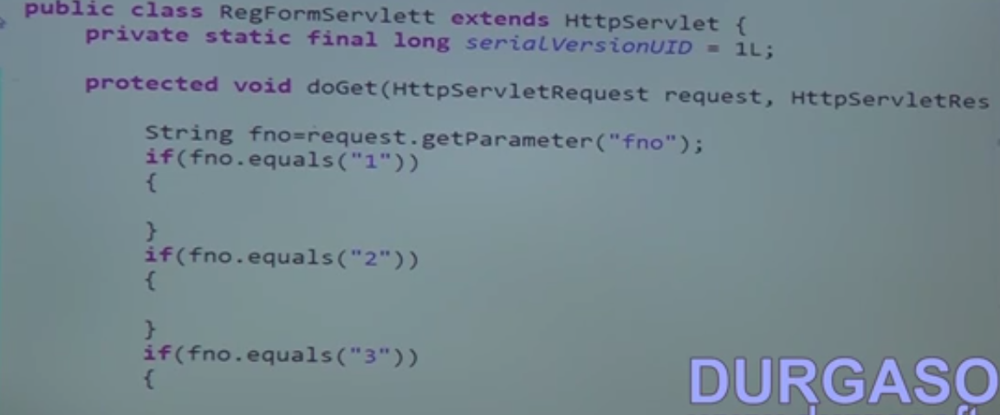 public class RegFormServlett extends HttpServlet {
private static final long serialVersionUID = 1L;
protected void doGet(HttpServletRequest request, HttpServletRes
String fno=request.getParameter("fno");
if(fno.equals("1"))
{
}
if(fno.equals("2"))
{
}
if(fno.equals("3"))
{
DURGASO